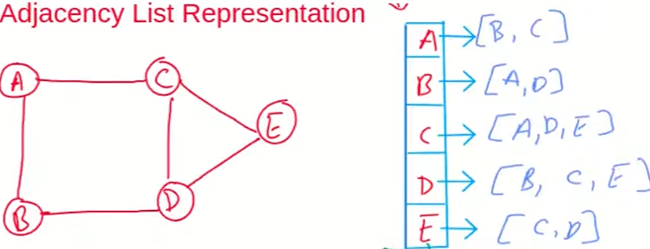 Adjacency List Representation
A C
E
B D
A → [B, C]
B → [A,D]
C → [A,D,E]
D → [B, C, E]
E → [C,D]